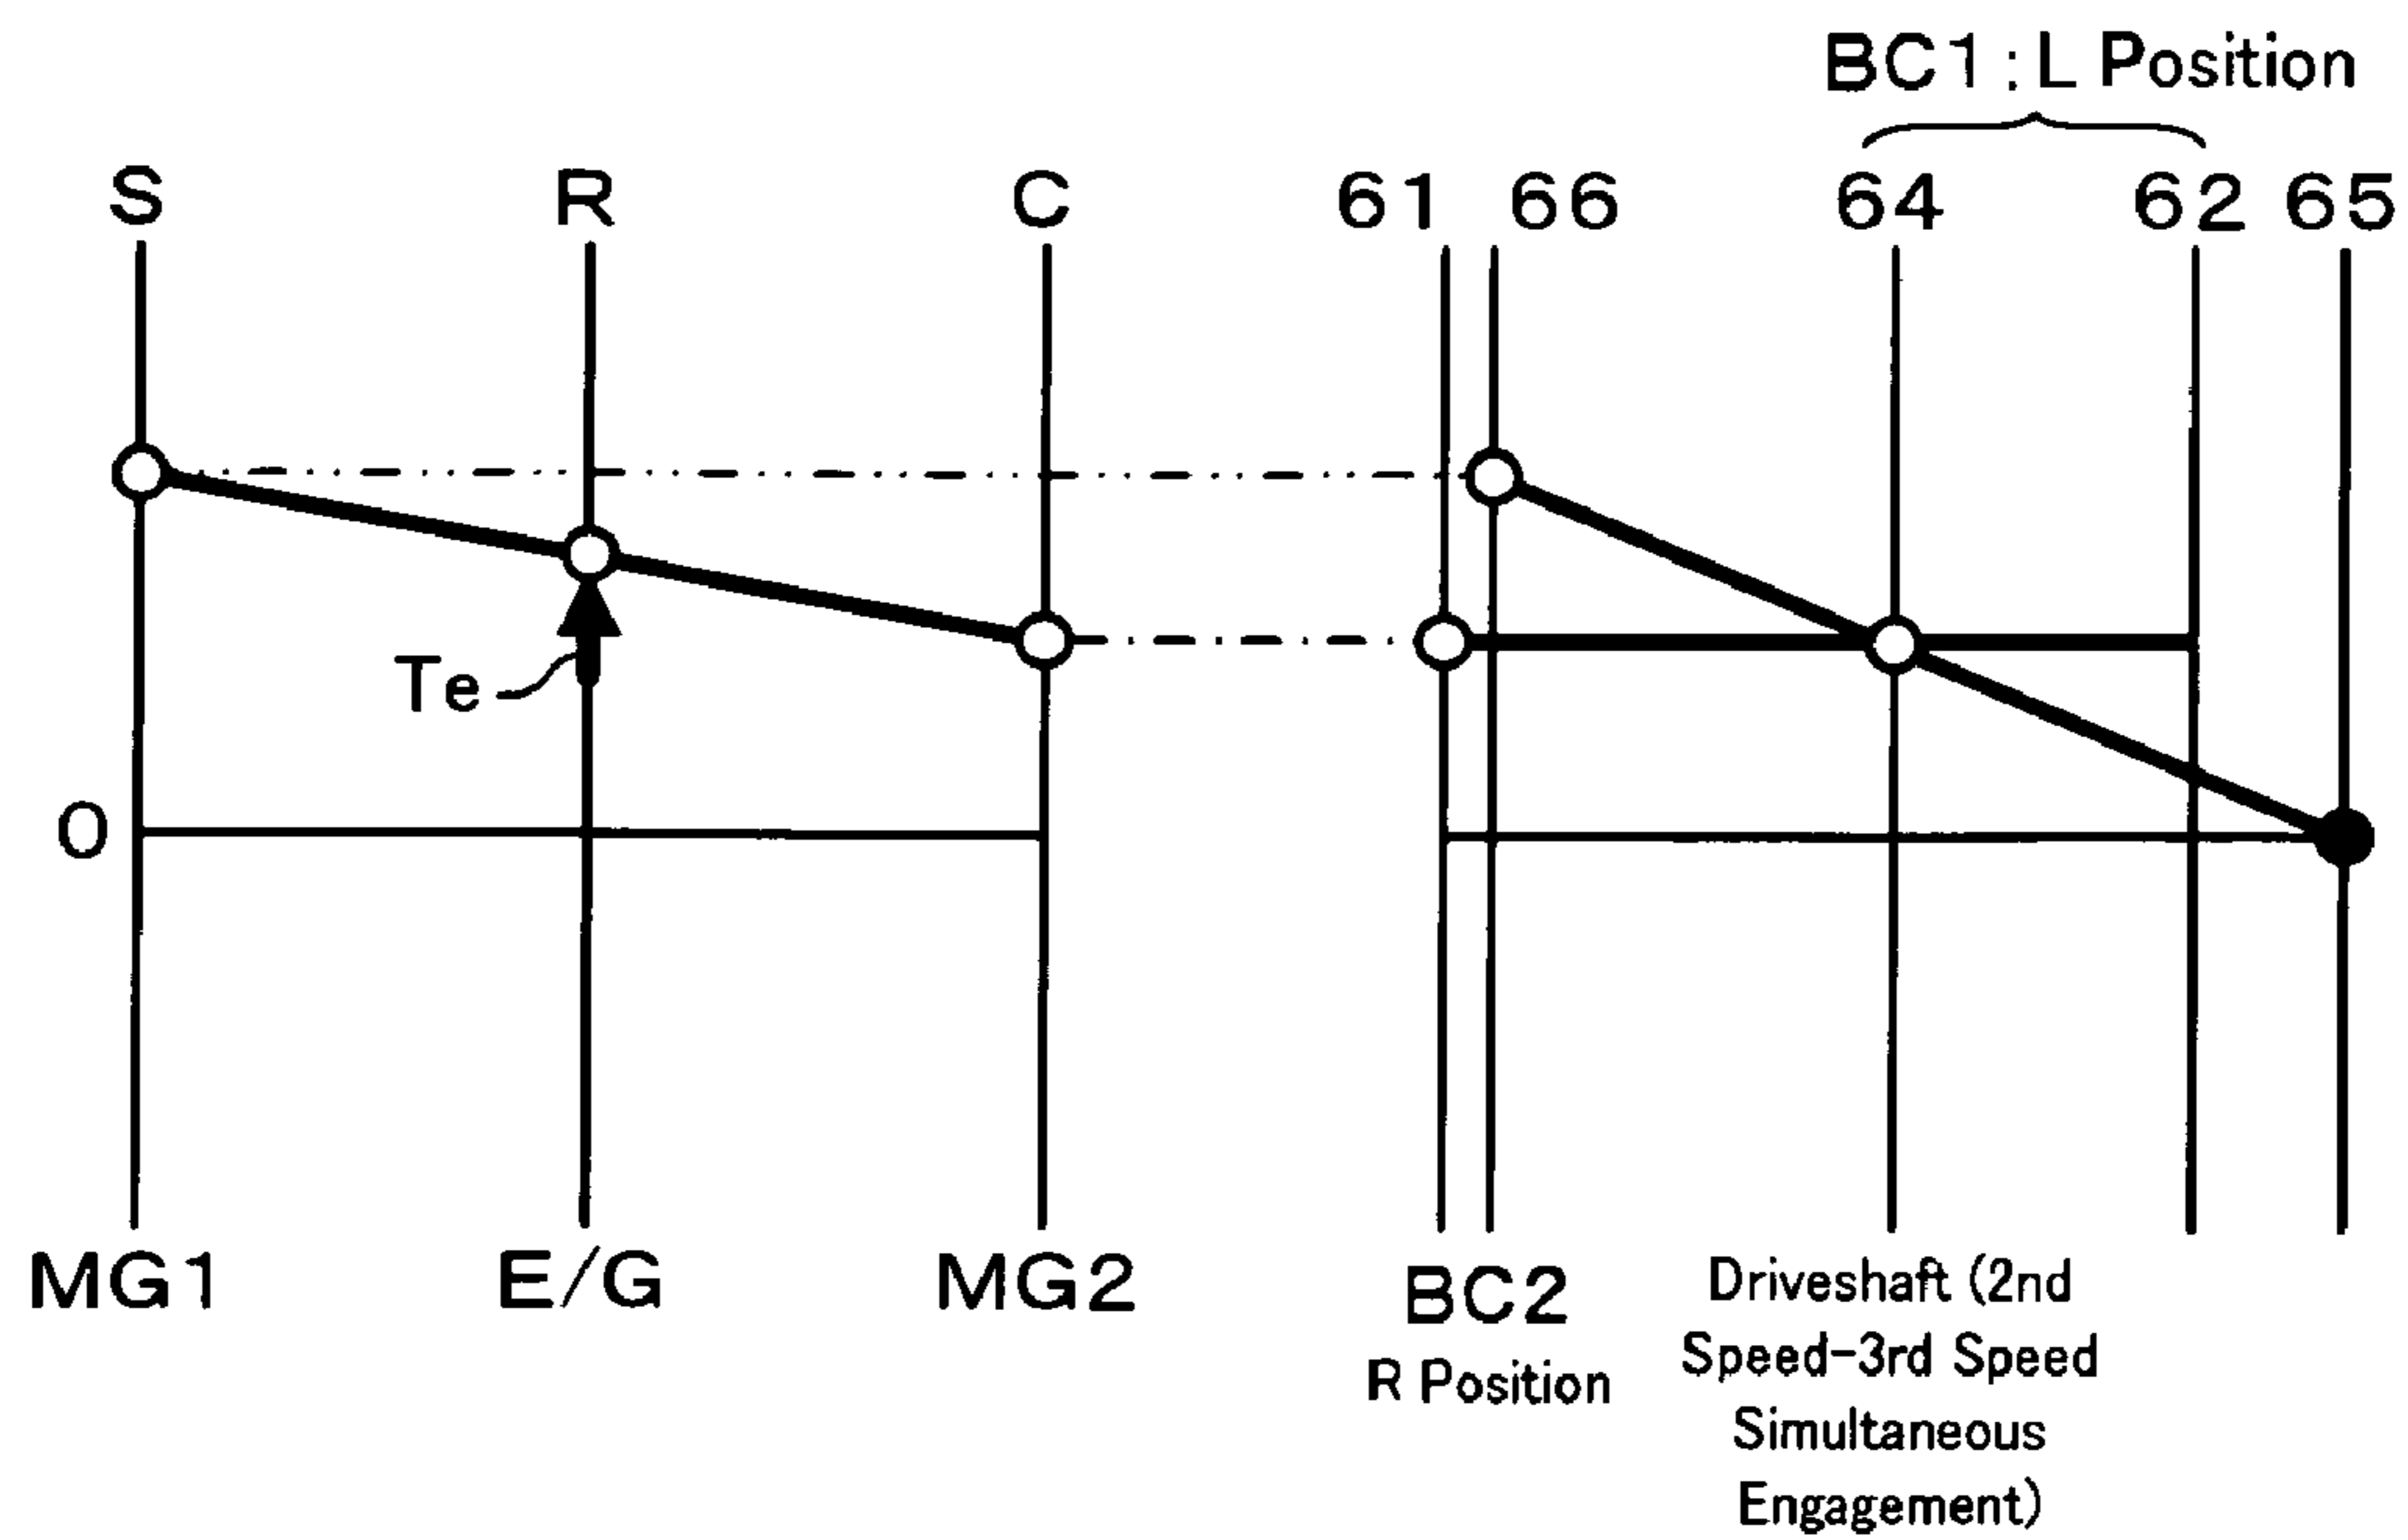 BC1:L Position
S R C 61 66 64 62 65
Te
0
MG1 E/G MG2 BC2
R Position
Driveshaft (2nd
Speed-3rd Speed
Simultaneous
Engagement)